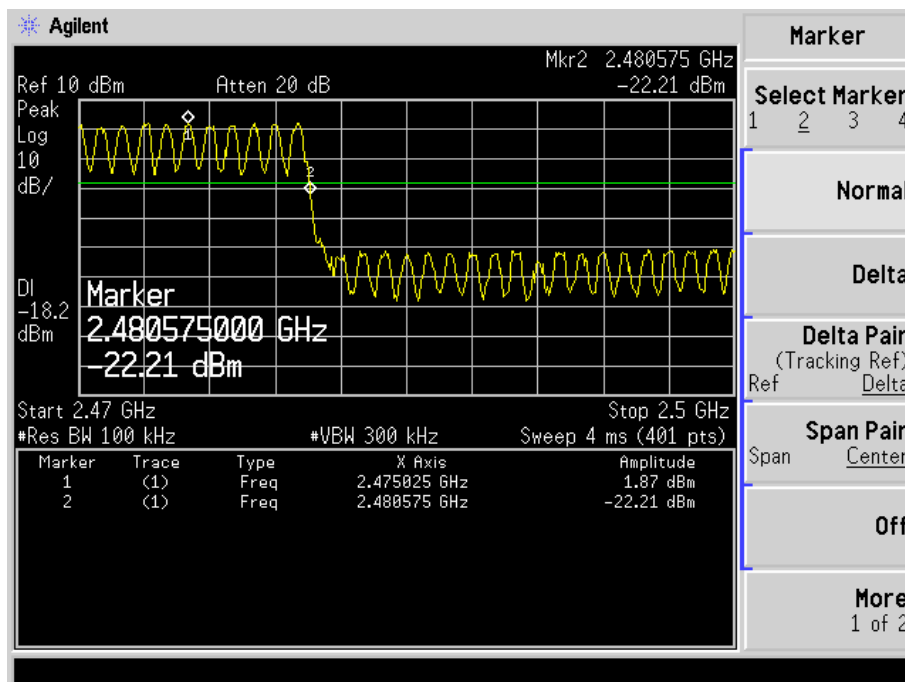 Agilent
Marker
Mkr2 2.480575 GHz
Ref 10 dBm Atten 20 dB -22.21 dBm
Peak
Log
10
dB/
1
2
DI
-18.2
dBm
Marker
2.480575000 GHz
-22.21 dBm
Start 2.47 GHz Stop 2.5 GHz
#Res BW 100 kHz #VBW 300 kHz Sweep 4 ms (401 pts)
Marker Trace Type X Axis Amplitude
1 (1) Freq 2.475025 GHz 1.87 dBm
2 (1) Freq 2.480575 GHz -22.21 dBm
Select Marker
1 2 3 4
Normal
Delta
Delta Pair
(Tracking Ref)
Ref Delta
Span Pair
Span Center
Off
More
1 of 2